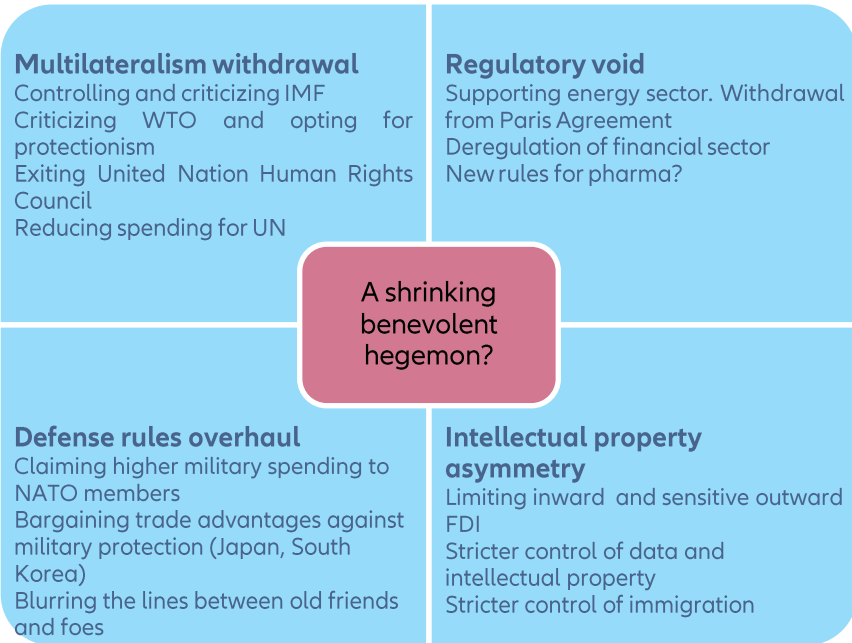 Multilateralism withdrawal
Controlling and criticizing IMF
Criticizing WTO and opting for
protectionism
Exiting United Nation Human Rights
Council
Reducing spending for UN
Regulatory void
Supporting energy sector. Withdrawal
from Paris Agreement
Deregulation of financial sector
New rules for pharma?
A shrinking
benevolent
hegemon?
Defense rules overhaul
Claiming higher military spending to
NATO members
Bargaining trade advantages against
military protection (Japan, South
Korea)
Blurring the lines between old friends
and foes
Intellectual property
asymmetry
Limiting inward and sensitive outward
FDI
Stricter control of data and
intellectual property
Stricter control of immigration